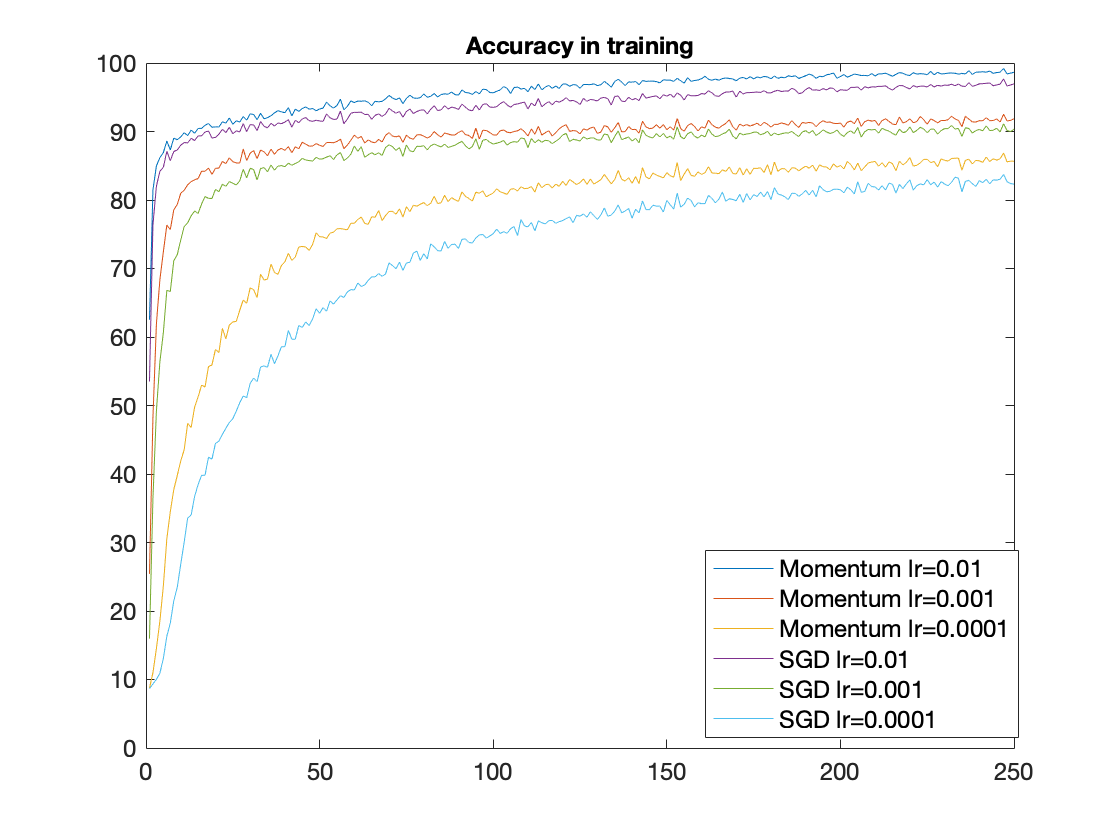 Accuracy in training
100
90
80
70
60
50
40
30
20
10
0
0 50 100 150 200 250
Momentum lr=0.01
Momentum lr=0.001
Momentum lr=0.0001
SGD lr=0.01
SGD lr=0.001
SGD lr=0.0001